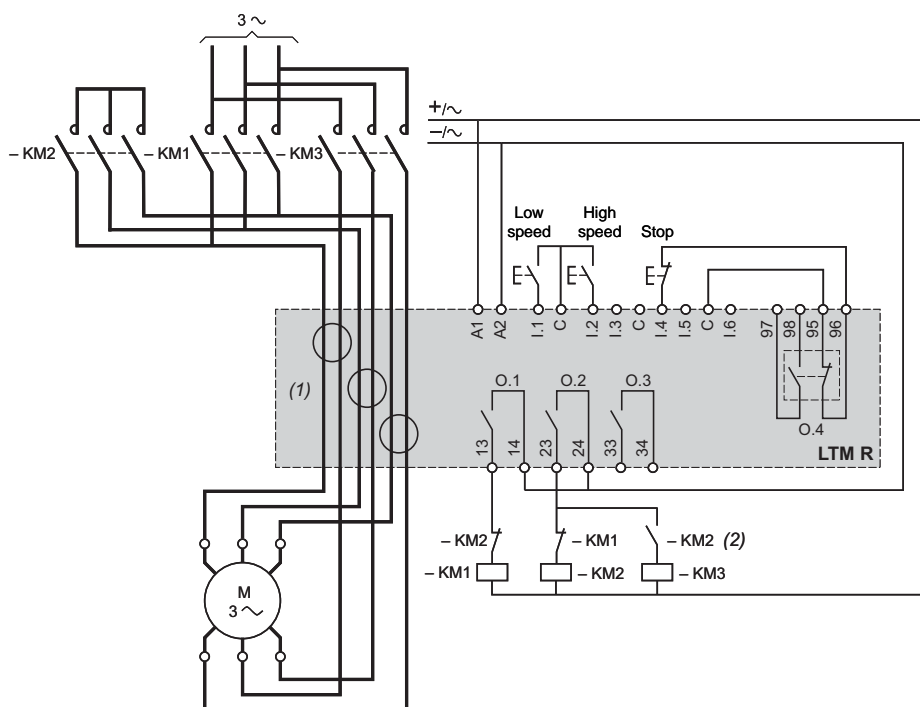 3 ~
+/~
–/~
– KM2
– KM1
– KM3
Low
speed
High
speed
Stop
A1
A2
I.1
C
I.2
I.3
C
I.4
I.5
C
I.6
97
98
95
96
(1)
O.1
O.2
O.3
O.4
13
14
23
24
33
34
LTM R
– KM2
– KM1
– KM2 (2)
– KM1
– KM2
– KM3
M
3 ~